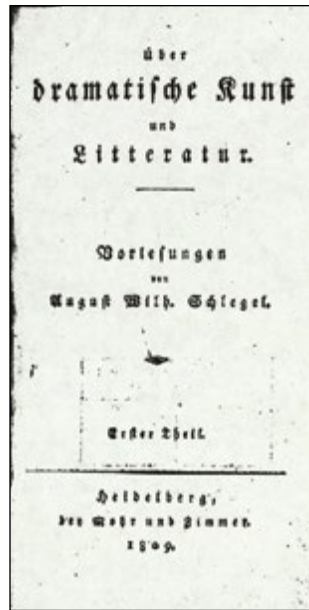 über
dramatische Kunst
und
Litteratur.
Vorlesungen
von
August Wilh. Schlegel.
Erster Theil.
Heidelberg,
bey Mohr und Zimmer.
1809.